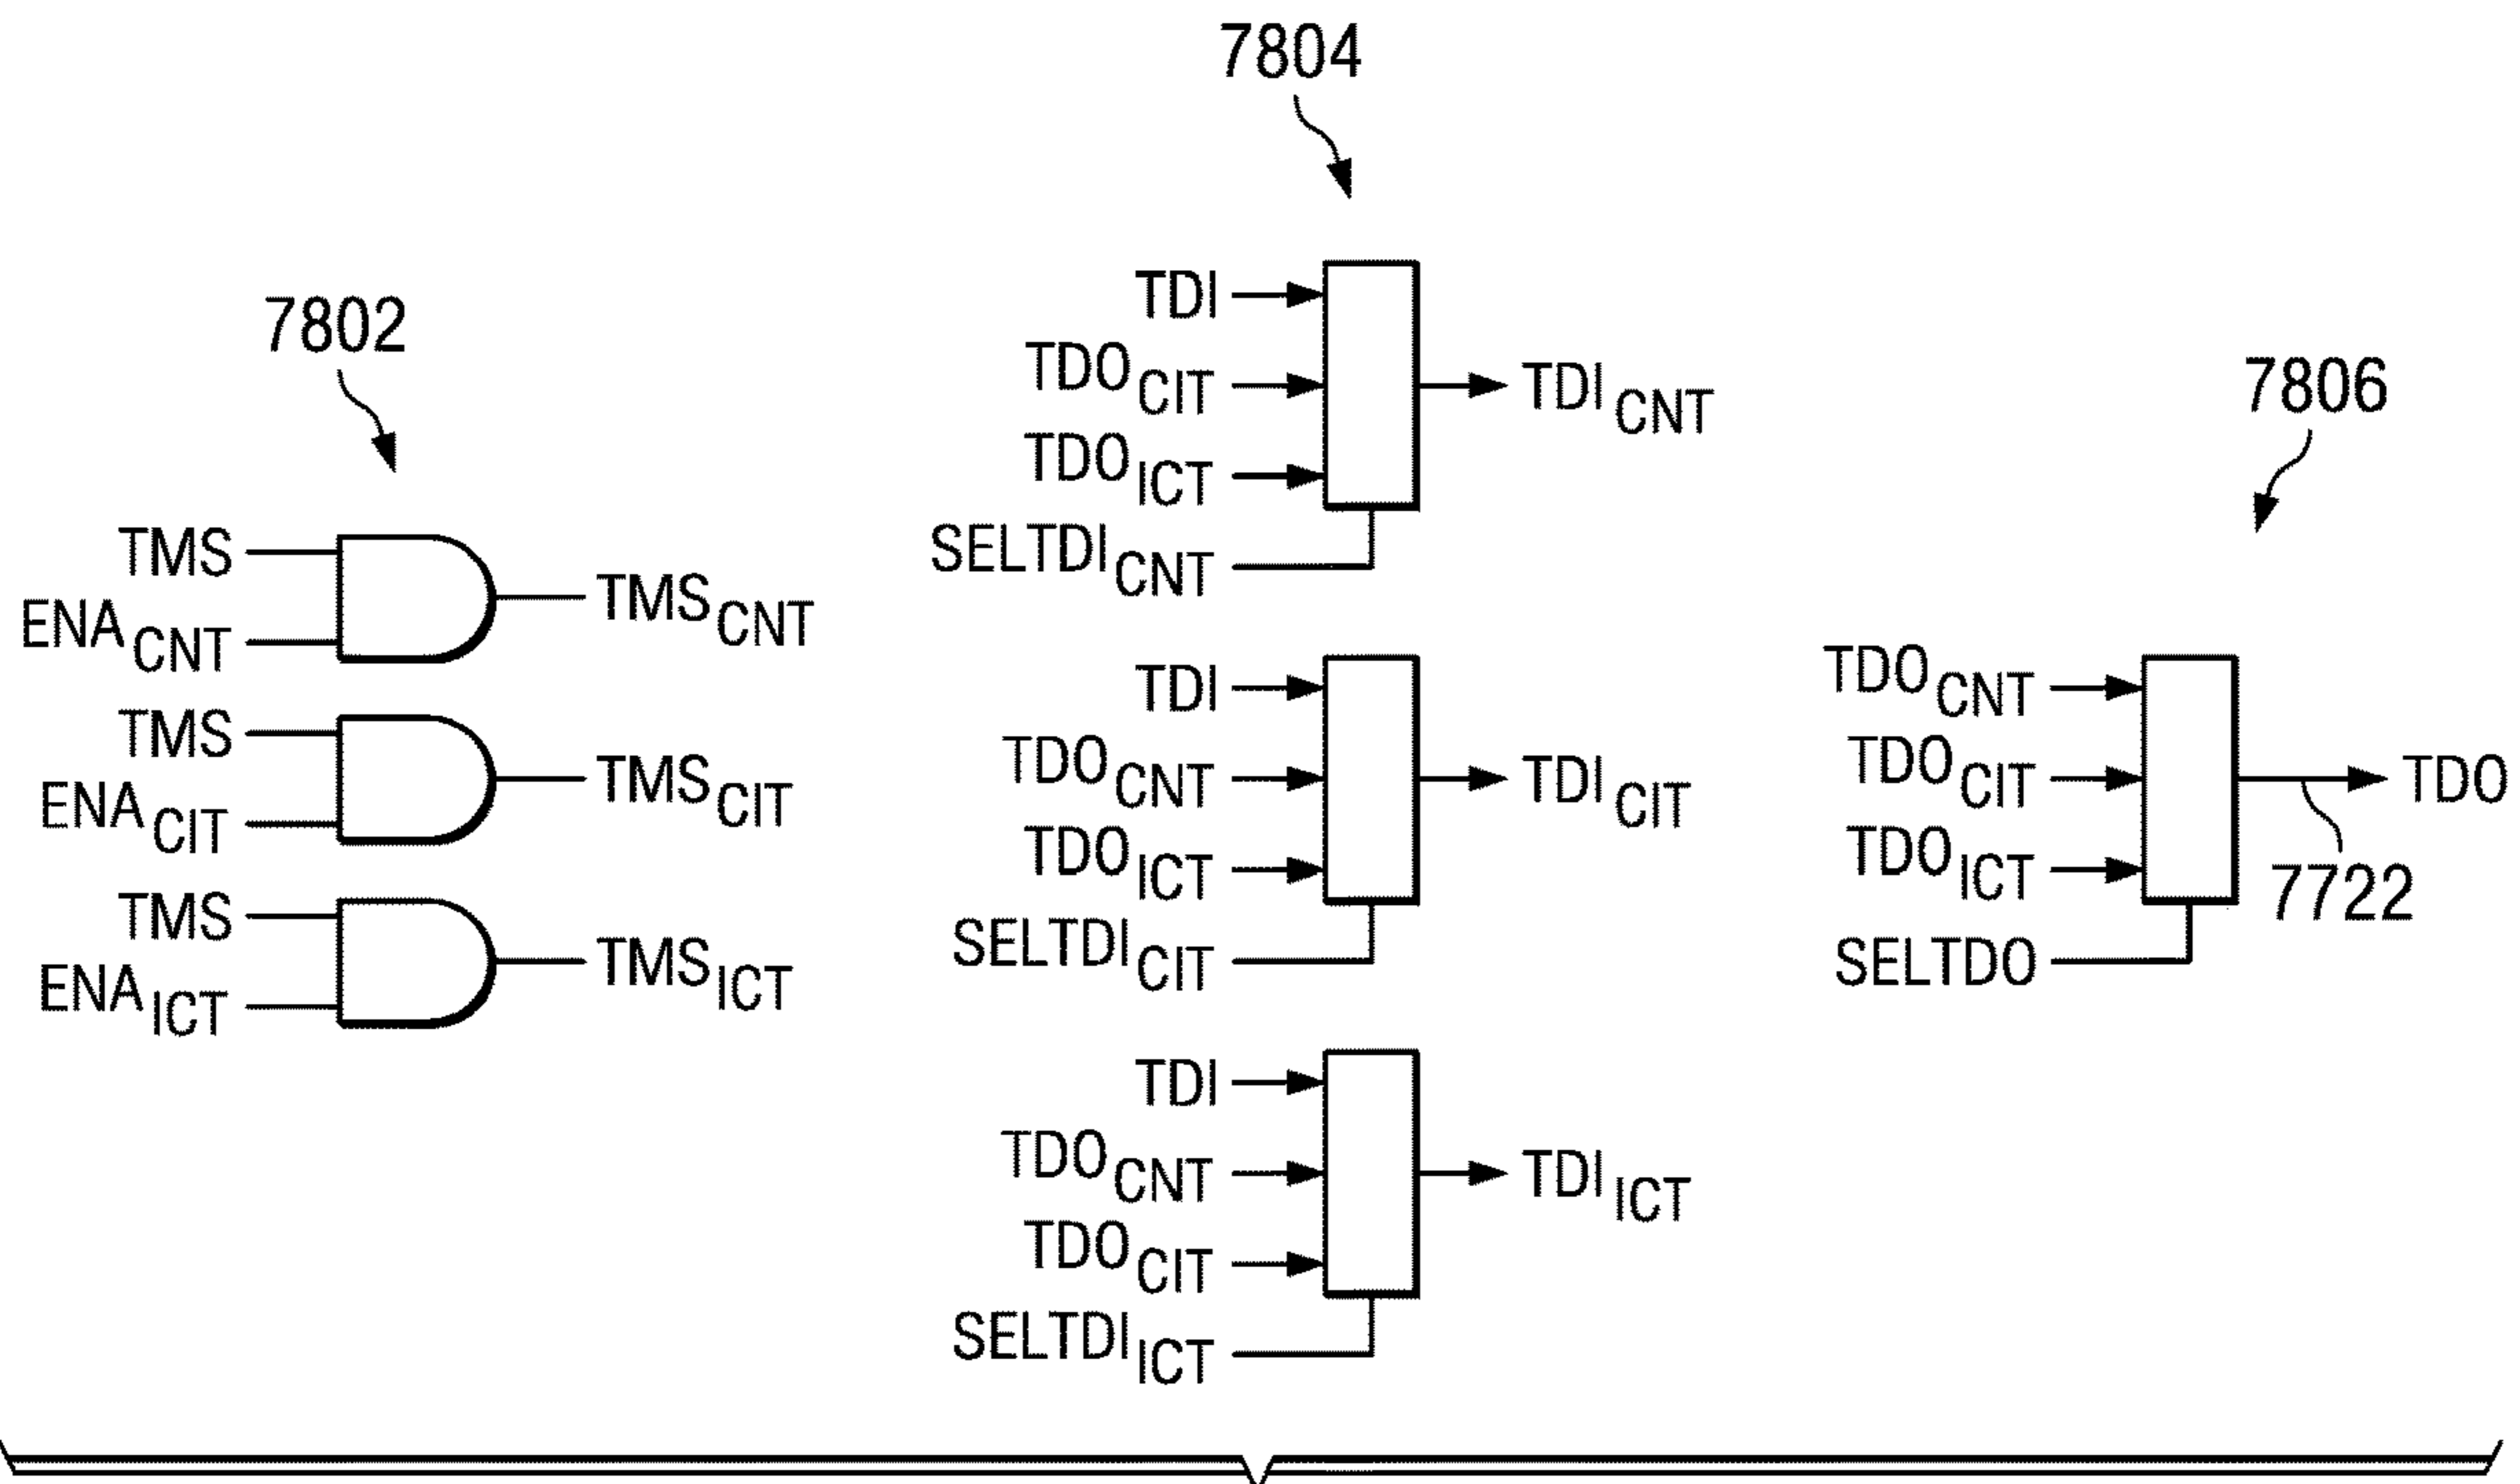 7804
7802
7806
TMS
ENA CNT
TMS CNT
TMS
ENA CIT
TMS CIT
TMS
ENA ICT
TMS ICT
TDI
TDO CIT
TDO ICT
SELTDI CNT
TDI CNT
TDI
TDO CNT
TDO ICT
SELTDI CIT
TDI CIT
TDI
TDO CNT
TDO CIT
SELTDI ICT
TDI ICT
TDO CNT
TDO CIT
TDO ICT
SELTDO
TDO
7722